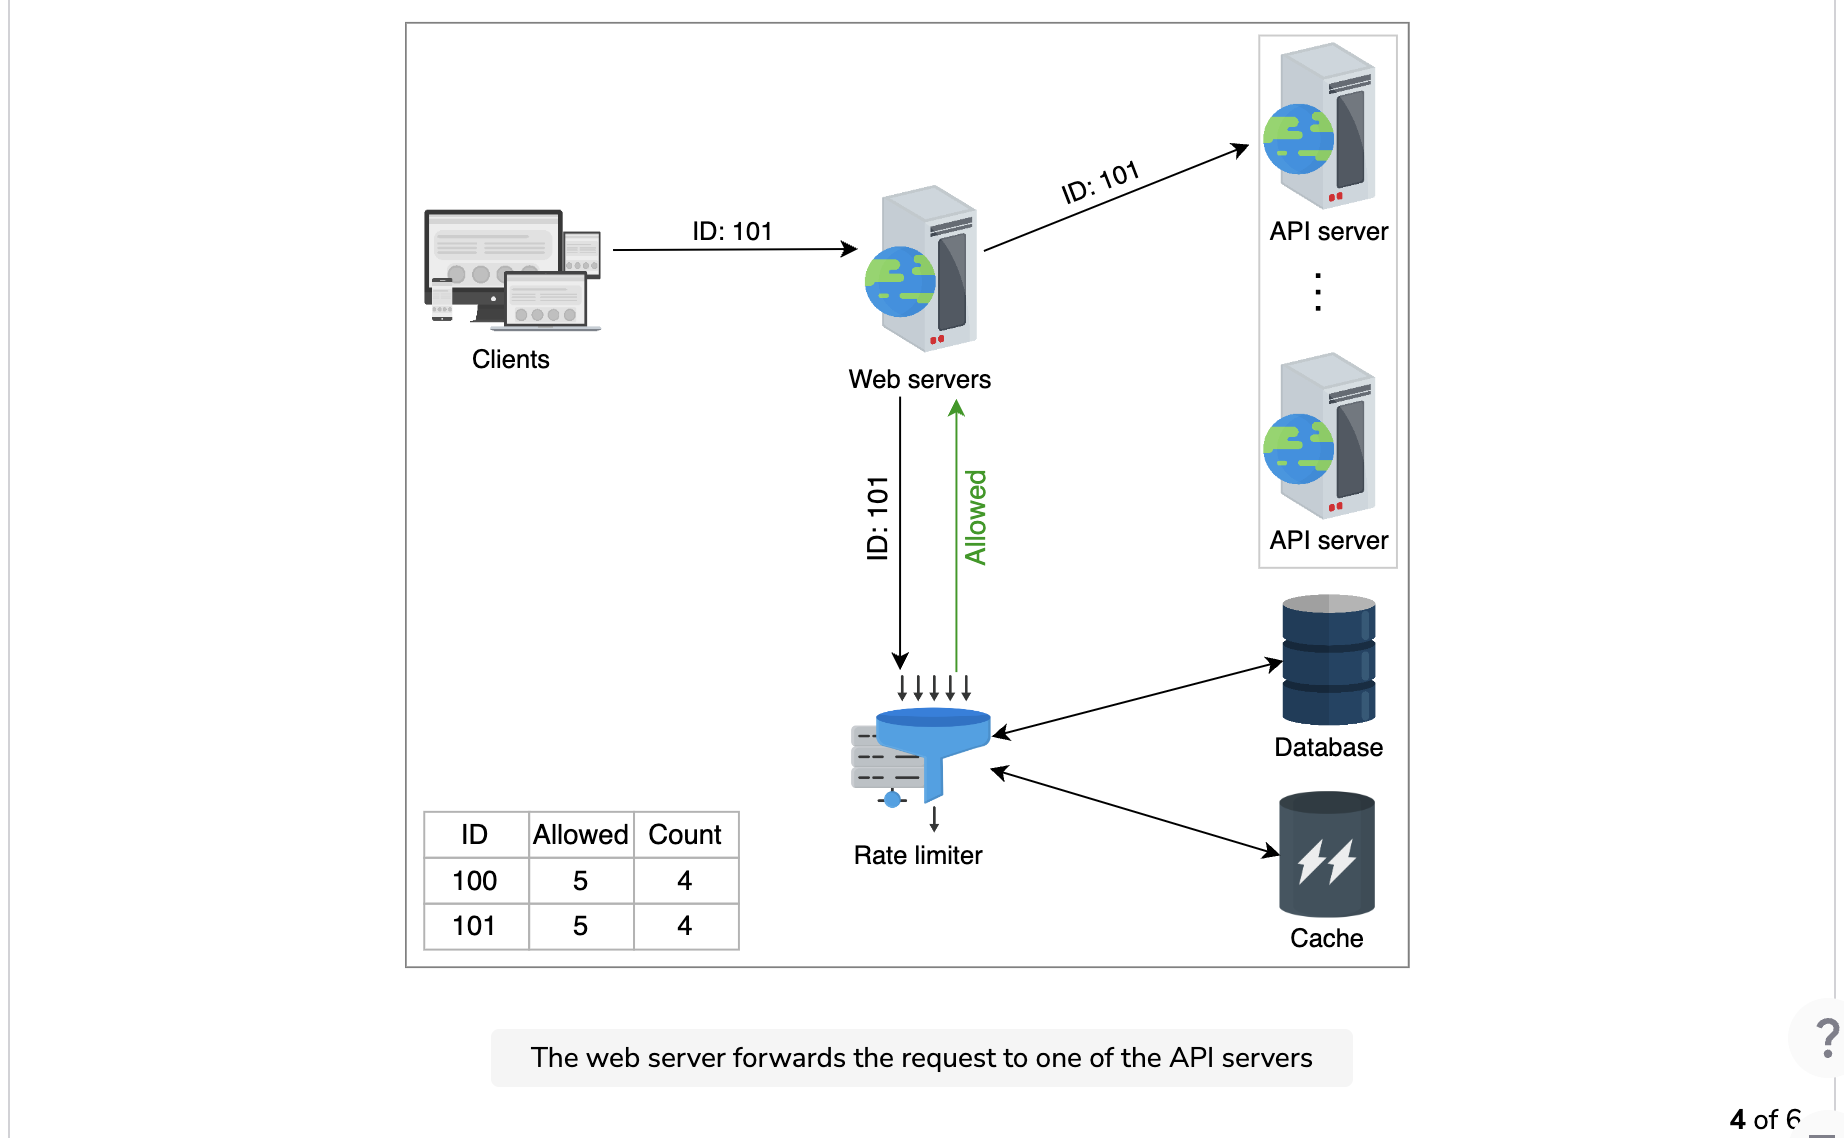 ID: 101
ID: 101
API server
Clients
Web servers
ID: 101
Allowed
API server
Database
Rate limiter
Cache
ID Allowed Count
100 5 4
101 5 4
The web server forwards the request to one of the API servers
?
4 of 6